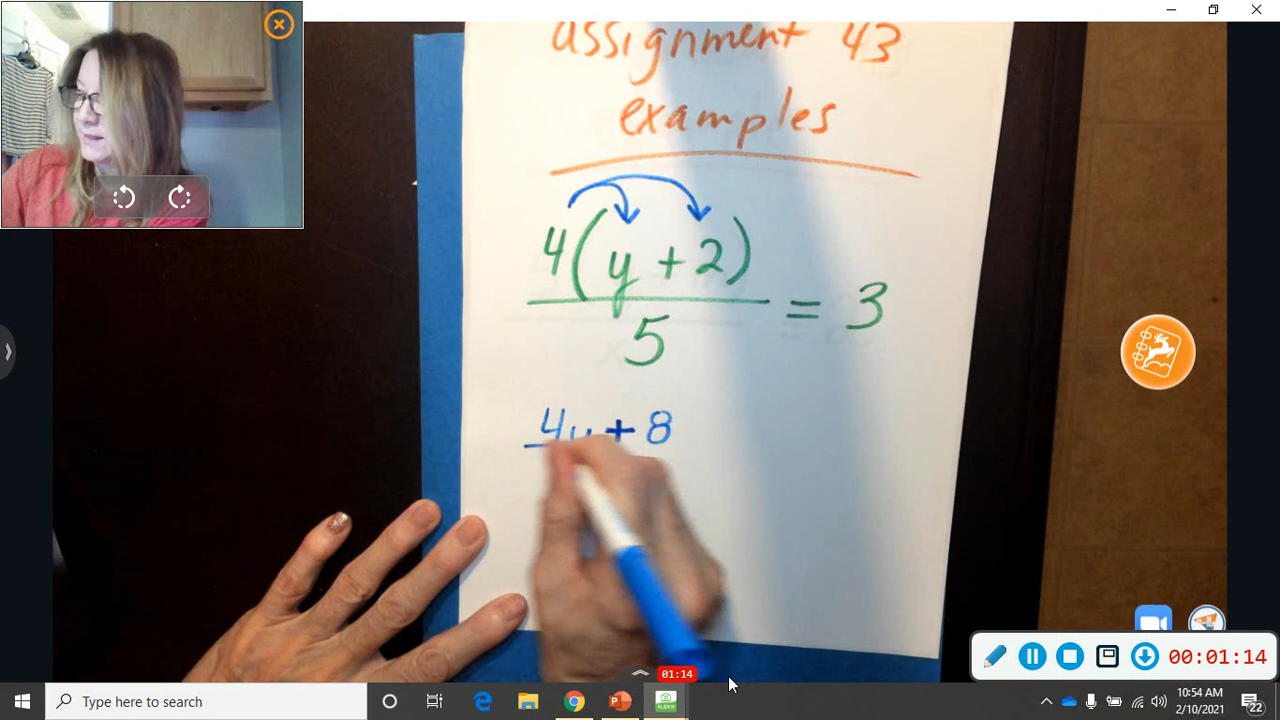 assignment 43
examples
4(y + 2)
= 3
5
4y + 8
00:01:14
01:14
Type here to search
10:54 AM
2/10/2021
22